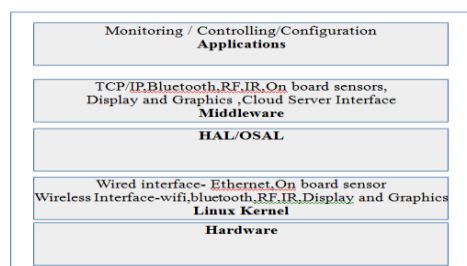 Monitoring / Controlling/Configuration
Applications
TCP/IP,Bluetooth,RF,IR,On board sensors,
Display and Graphics ,Cloud Server Interface
Middleware
HAL/OSAL
Wired interface- Ethernet,On board sensor
Wireless Interface-wifi,bluetooth,RF,IR,Display and Graphics
Linux Kernel
Hardware